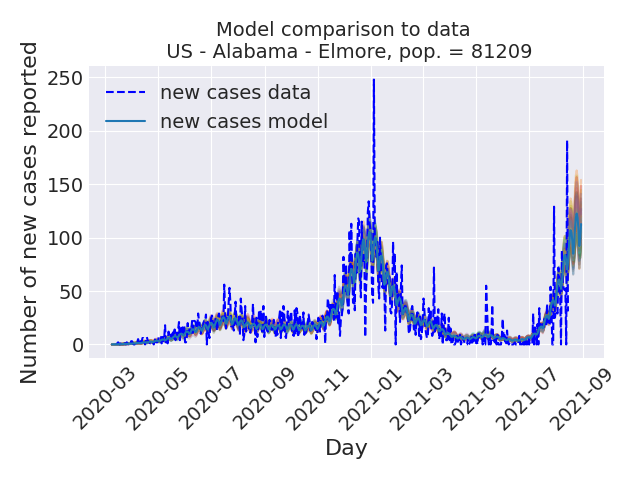 Model comparison to data
US - Alabama - Elmore, pop. = 81209
Number of new cases reported
250
200
150
100
50
0
new cases data
new cases model
2020-03
2020-05
2020-07
2020-09
2020-11
2021-01
2021-03
2021-05
2021-07
2021-09
Day